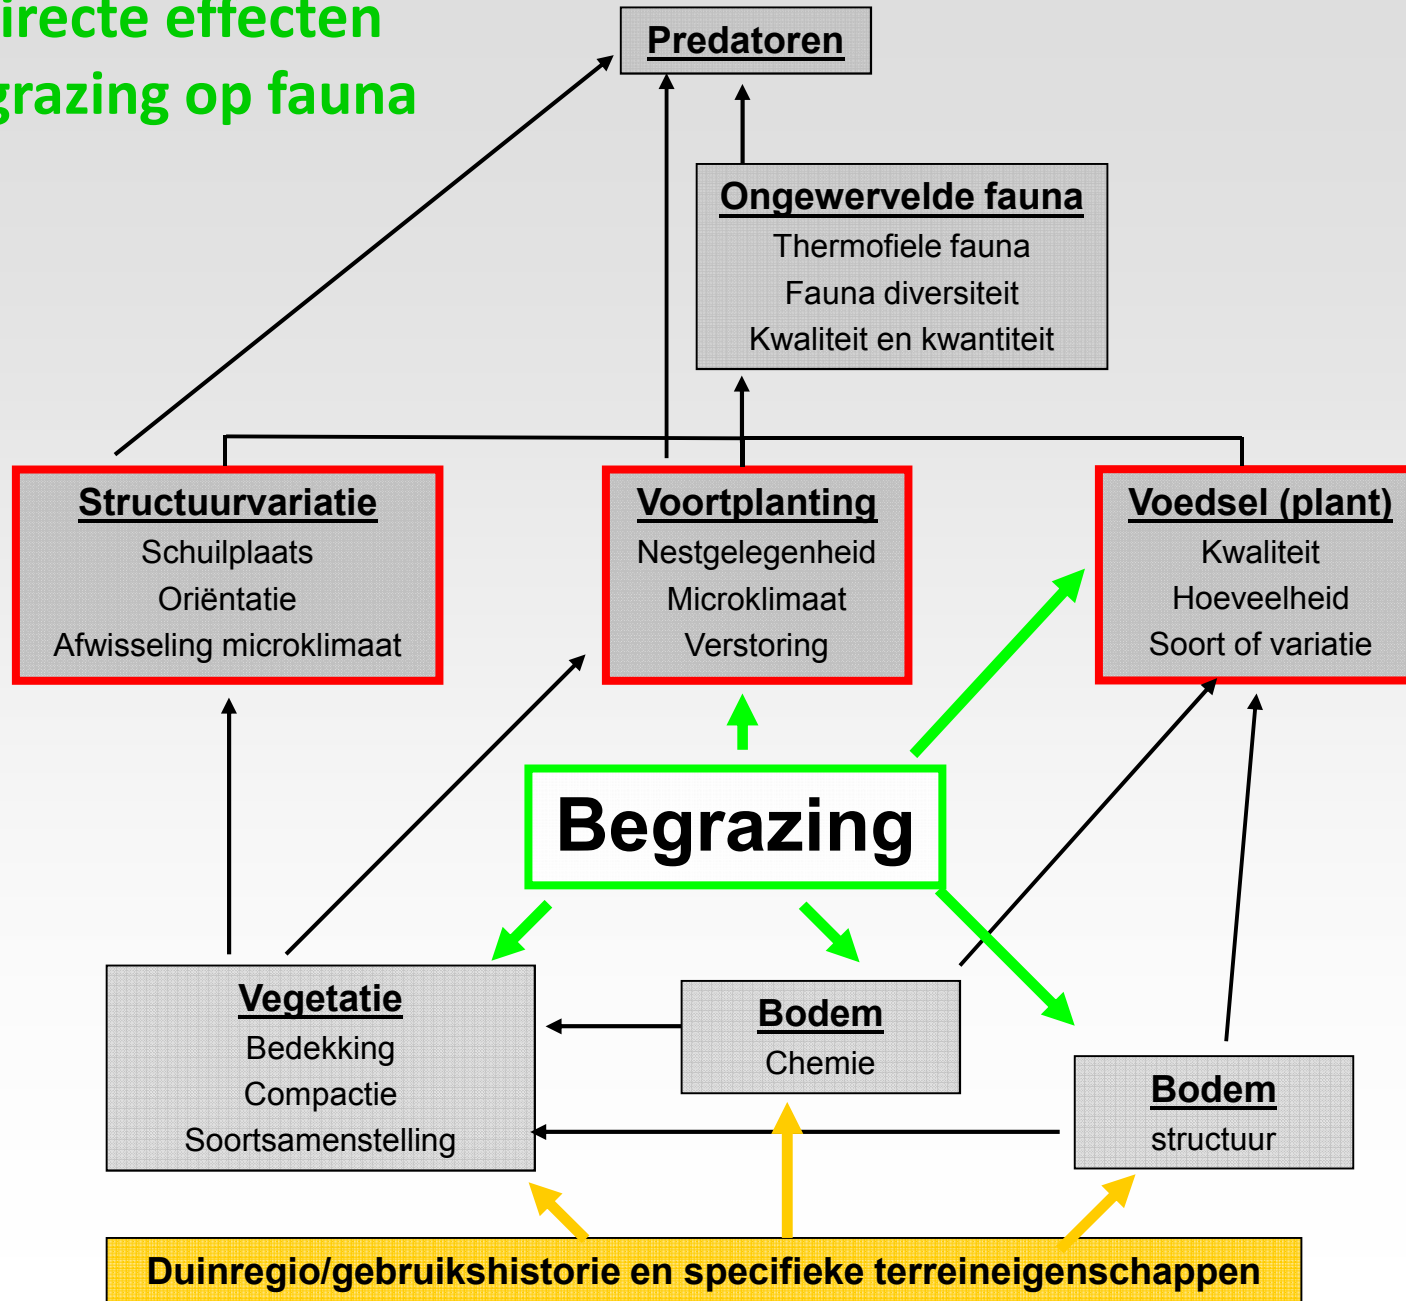 irecte effecten
grazing op fauna
Predatoren
Ongewervelde fauna
Thermofiele fauna
Fauna diversiteit
Kwaliteit en kwantiteit
Structuurvariatie
Schuilplaats
Oriëntatie
Afwisseling microklimaat
Voortplanting
Nestgelegenheid
Microklimaat
Verstoring
Voedsel (plant)
Kwaliteit
Hoeveelheid
Soort of variatie
Begrazing
Vegetatie
Bedekking
Compactie
Soortsamenstelling
Bodem
Chemie
Bodem
structuur
Duinregio/gebruikshistorie en specifieke terreineigenschappen